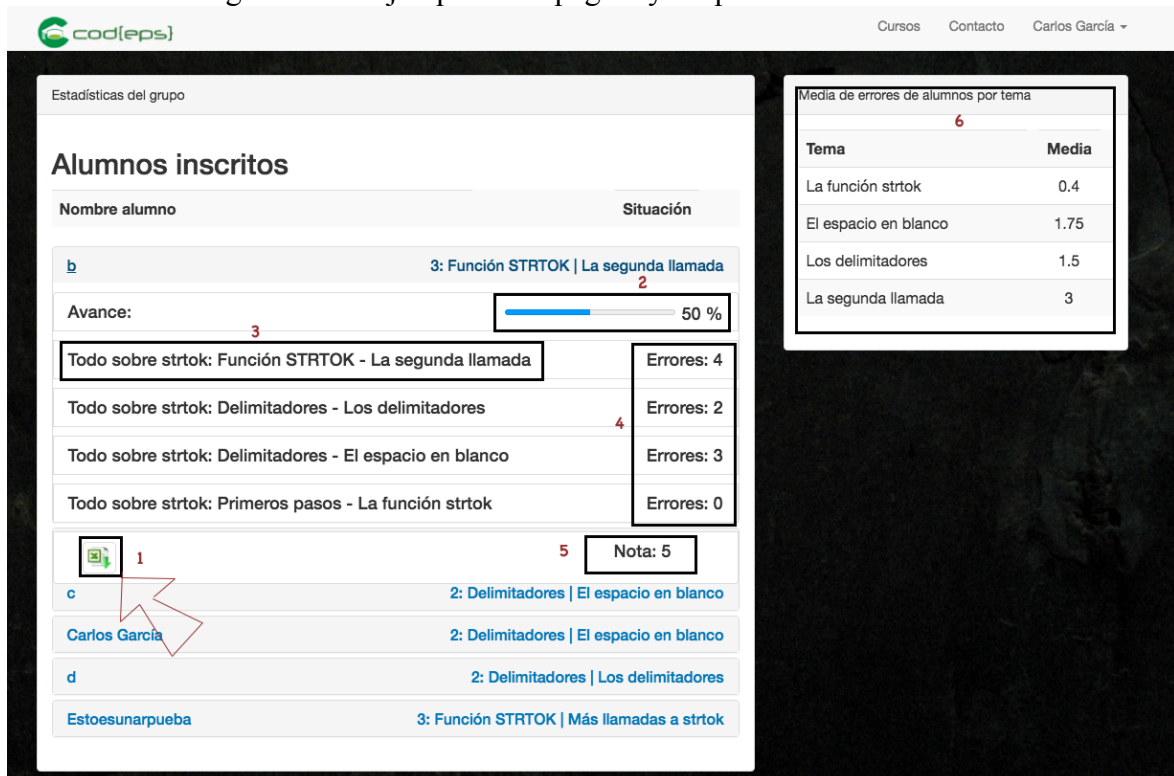 cod{eps}
Cursos Contacto Carlos García
Estadísticas del grupo
Alumnos inscritos
Nombre alumno Situación
b 3: Función STRTOK | La segunda llamada
2
Avance: 50 %
3
Todo sobre strtok: Función STRTOK - La segunda llamada Errores: 4
Todo sobre strtok: Delimitadores - Los delimitadores Errores: 2
4
Todo sobre strtok: Delimitadores - El espacio en blanco Errores: 3
Todo sobre strtok: Primeros pasos - La función strtok Errores: 0
1 5 Nota: 5
c 2: Delimitadores | El espacio en blanco
Carlos García 2: Delimitadores | El espacio en blanco
d 2: Delimitadores | Los delimitadores
Estoesunarpueba 3: Función STRTOK | Más llamadas a strtok
Media de errores de alumnos por tema
6
Tema Media
La función strtok 0.4
El espacio en blanco 1.75
Los delimitadores 1.5
La segunda llamada 3